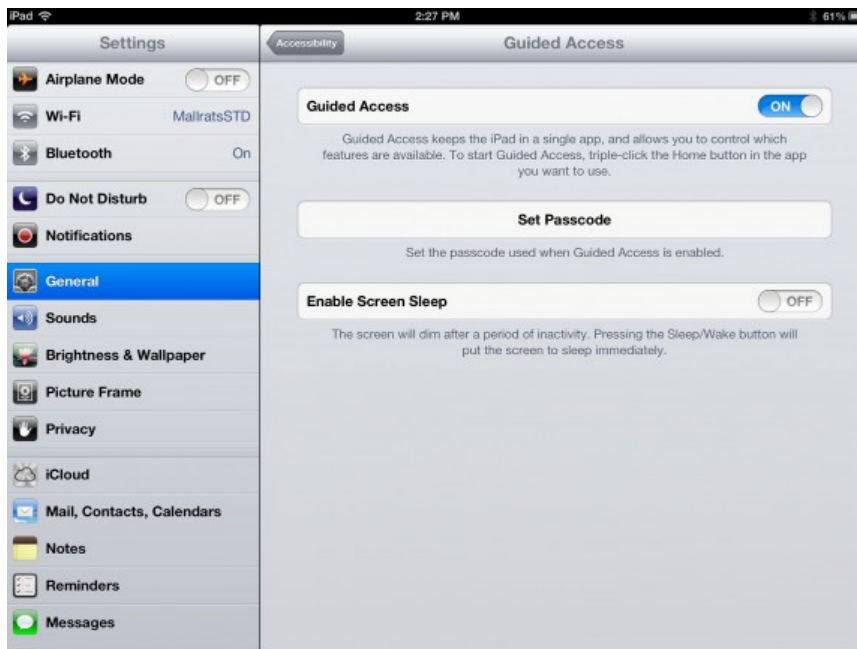 iPad 2:27 PM 61%
Settings
Airplane Mode OFF
Wi-Fi MallratsSTD
Bluetooth On
Do Not Disturb OFF
Notifications
General
Sounds
Brightness & Wallpaper
Picture Frame
Privacy
iCloud
Mail, Contacts, Calendars
Notes
Reminders
Messages
Accessibility Guided Access
Guided Access ON
Guided Access keeps the iPad in a single app, and allows you to control which
features are available. To start Guided Access, triple-click the Home button in the app
you want to use.
Set Passcode
Set the passcode used when Guided Access is enabled.
Enable Screen Sleep OFF
The screen will dim after a period of inactivity. Pressing the Sleep/Wake button will
put the screen to sleep immediately.